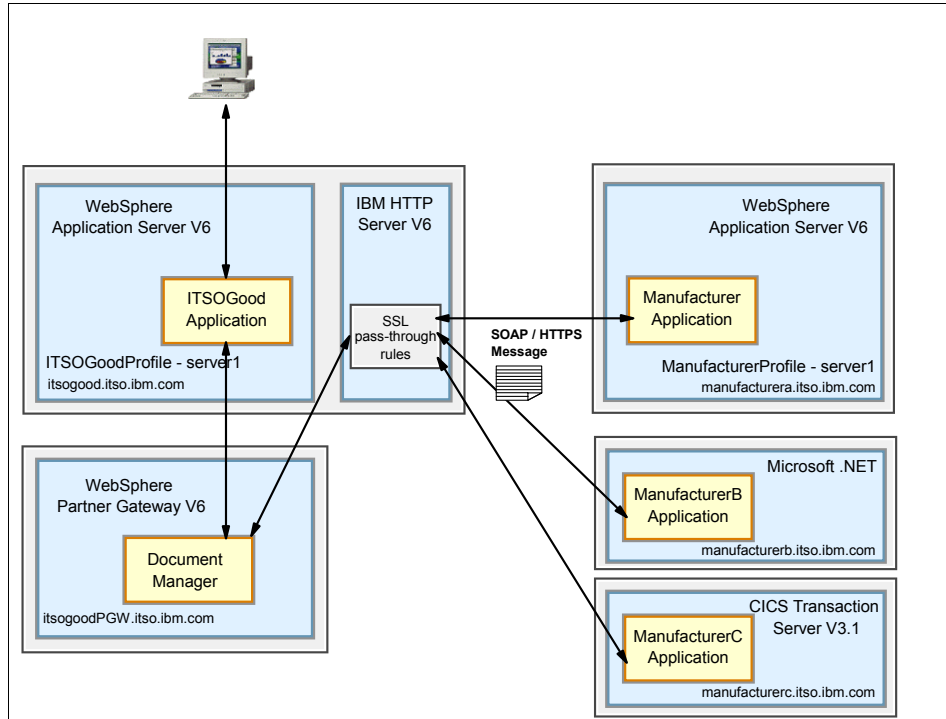 WebSphere
Application Server V6
ITSOGood
Application
ITSOGoodProfile - server1
itsogood.itso.ibm.com
IBM HTTP
Server V6
SSL
pass-through
rules
SOAP / HTTPS
Message
WebSphere
Application Server V6
Manufacturer
Application
ManufacturerProfile - server1
manufacturera.itso.ibm.com
WebSphere
Partner Gateway V6
Document
Manager
itsogoodPGW.itso.ibm.com
Microsoft .NET
ManufacturerB
Application
manufacturerb.itso.ibm.com
CICS Transaction
Server V3.1
ManufacturerC
Application
manufacturerc.itso.ibm.com